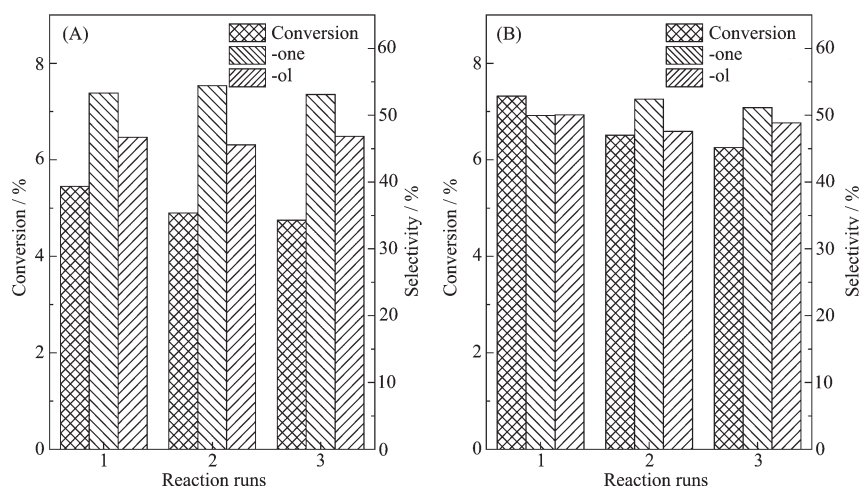 (A)
Conversion
-one
-ol
8
6
4
2
0
60
50
40
30
20
10
0
Conversion / %
Selectivity / %
1 2 3
Reaction runs
(B)
Conversion
-one
-ol
8
6
4
2
0
60
50
40
30
20
10
0
Conversion / %
Selectivity / %
1 2 3
Reaction runs